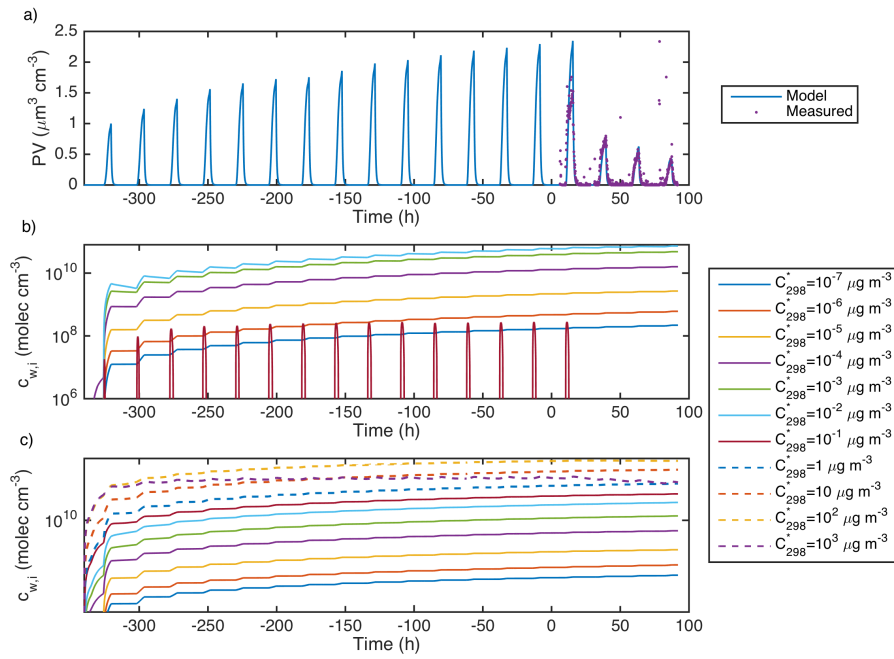 a)
2.5
2
1.5
1
0.5
0
PV (μm³ cm⁻³)
-300 -250 -200 -150 -100 -50 0 50 100
Time (h)
Model
Measured
b)
10¹⁰
10⁸
10⁶
c_w,i (molec cm⁻³)
-300 -250 -200 -150 -100 -50 0 50 100
Time (h)
c)
10¹⁰
c_w,i (molec cm⁻³)
-300 -250 -200 -150 -100 -50 0 50 100
Time (h)
C*₂₉₈=10⁻⁷ μg m⁻³
C*₂₉₈=10⁻⁶ μg m⁻³
C*₂₉₈=10⁻⁵ μg m⁻³
C*₂₉₈=10⁻⁴ μg m⁻³
C*₂₉₈=10⁻³ μg m⁻³
C*₂₉₈=10⁻² μg m⁻³
C*₂₉₈=10⁻¹ μg m⁻³
C*₂₉₈=1 μg m⁻³
C*₂₉₈=10 μg m⁻³
C*₂₉₈=10² μg m⁻³
C*₂₉₈=10³ μg m⁻³